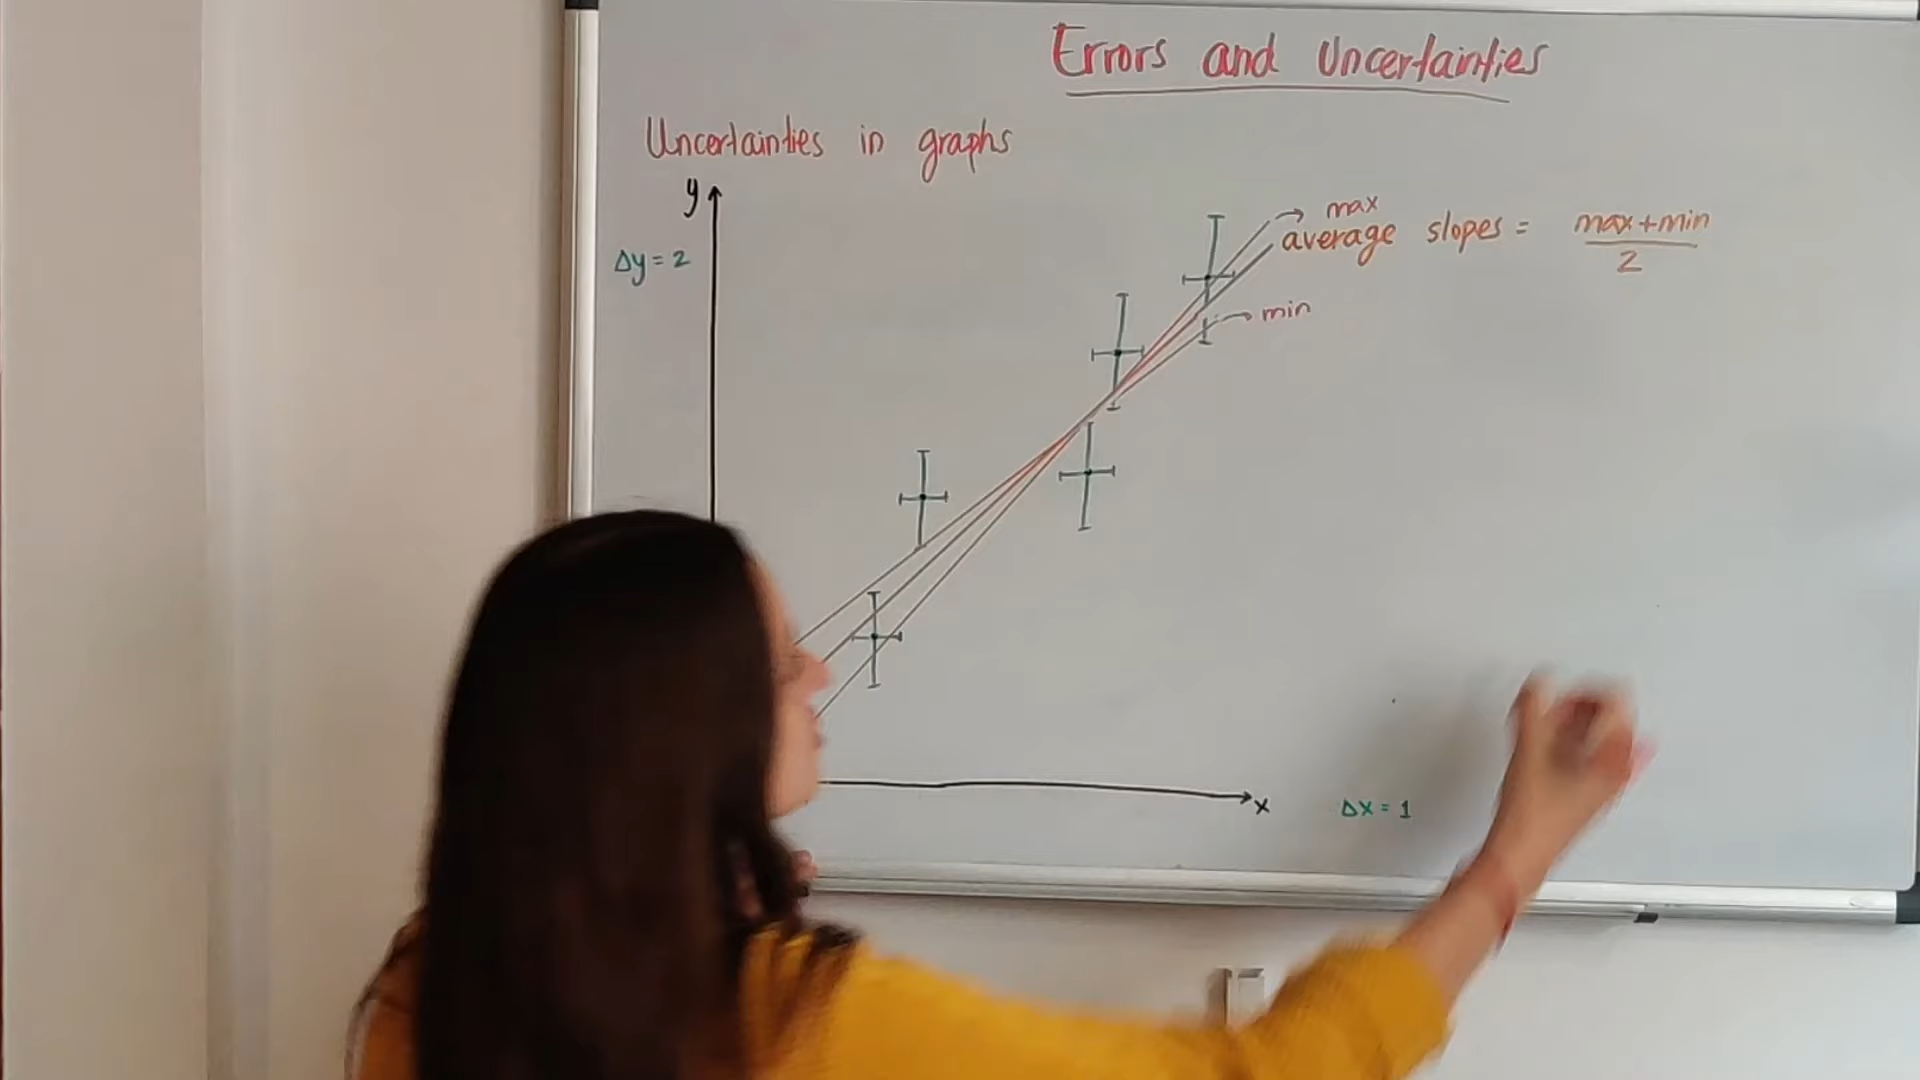 Errors and Uncertainties
Uncertainties in graphs
y
Δy = 2
max
average slopes = max+min
2
min
x
Δx = 1